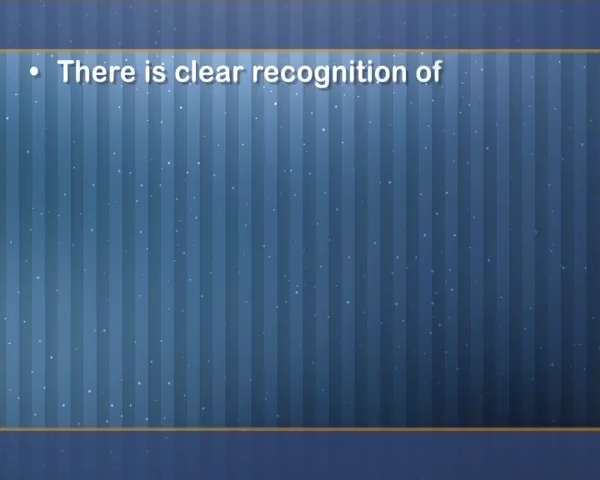 • There is clear recognition of